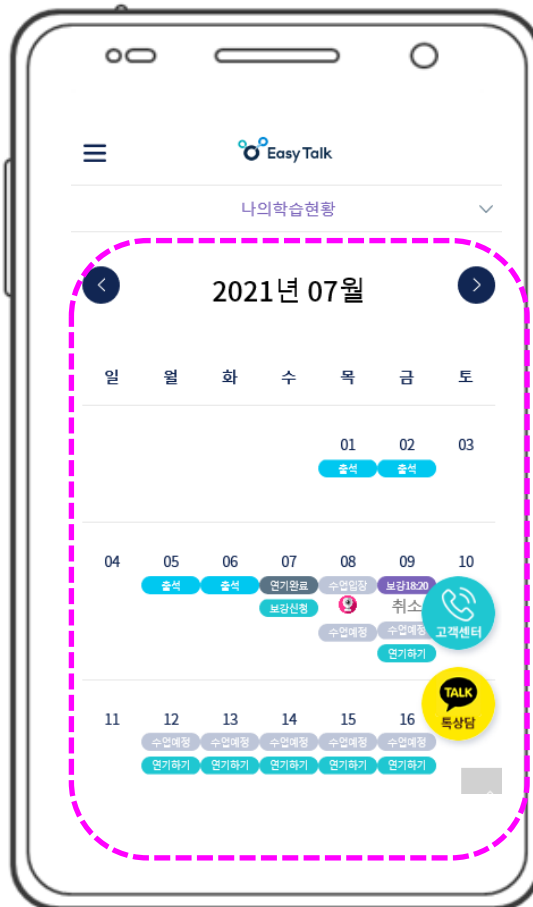 Easy Talk
나의학습현황
2021년 07월
일 월 화 수 목 금 토
01 02 03
출석 출석
04 05 06 07 08 09 10
출석 출석 연기완료 수업입장 보강18:20
보강신청 취소
수업예정 수업예정
연기하기
고객센터
TALK
톡상담
11 12 13 14 15 16
수업예정 수업예정 수업예정 수업예정 수업예정
연기하기 연기하기 연기하기 연기하기 연기하기